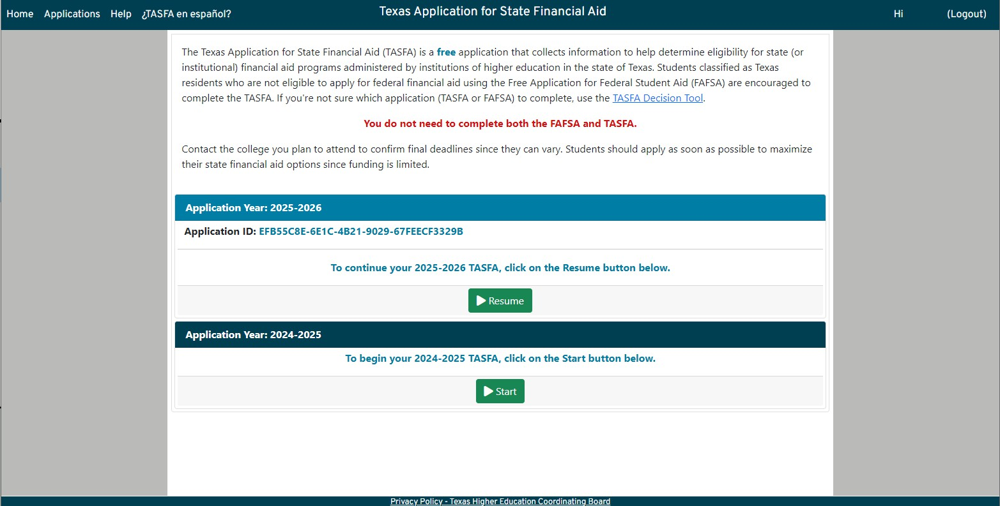 Home Applications Help ¿TASFA en español? Texas Application for State Financial Aid Hi (Logout)
The Texas Application for State Financial Aid (TASFA) is a free application that collects information to help determine eligibility for state (or
institutional) financial aid programs administered by institutions of higher education in the state of Texas. Students classified as Texas
residents who are not eligible to apply for federal financial aid using the Free Application for Federal Student Aid (FAFSA) are encouraged to
complete the TASFA. If you're not sure which application (TASFA or FAFSA) to complete, use the TASFA Decision Tool.
You do not need to complete both the FAFSA and TASFA.
Contact the college you plan to attend to confirm final deadlines since they can vary. Students should apply as soon as possible to maximize
their state financial aid options since funding is limited.
Application Year: 2025-2026
Application ID: EFB55C8E-6E1C-4B21-9029-67FEECF3329B
To continue your 2025-2026 TASFA, click on the Resume button below.
Resume
Application Year: 2024-2025
To begin your 2024-2025 TASFA, click on the Start button below.
Start
Privacy Policy - Texas Higher Education Coordinating Board